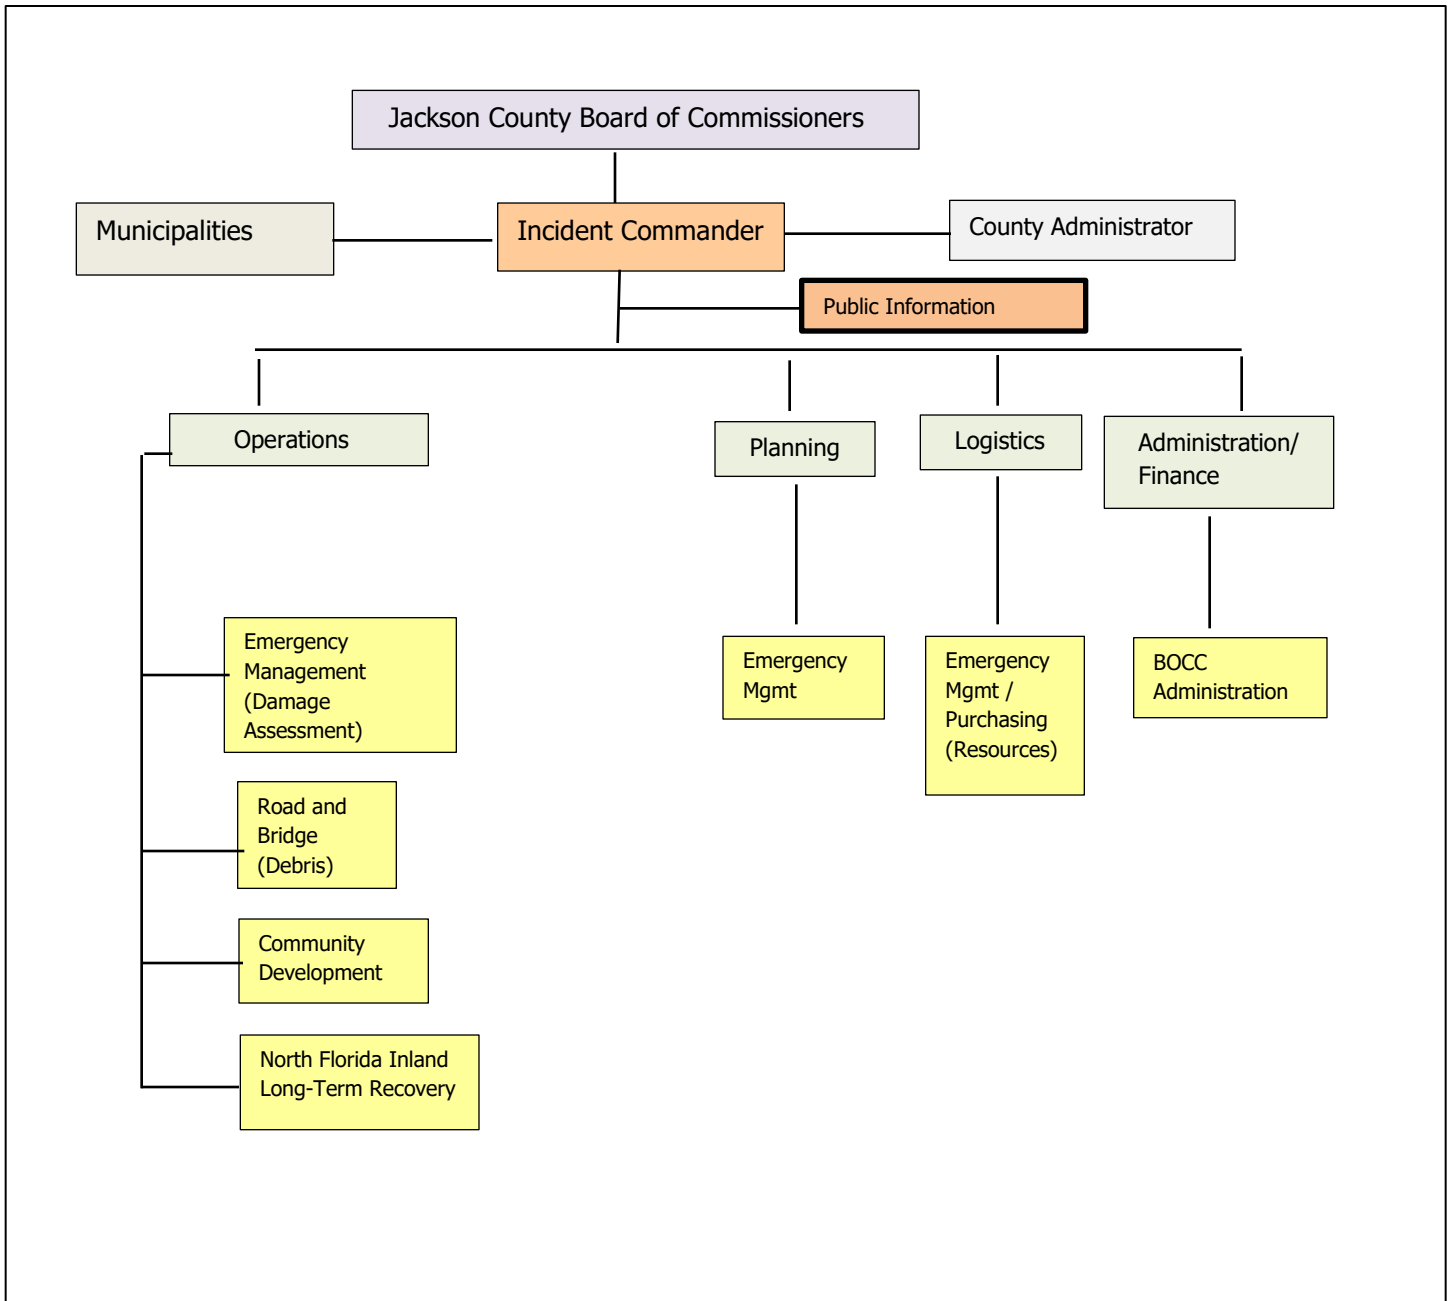 Jackson County Board of Commissioners
Municipalities
Incident Commander
County Administrator
Public Information
Operations
Planning
Logistics
Administration/
Finance
Emergency
Management
(Damage
Assessment)
Road and
Bridge
(Debris)
Community
Development
North Florida Inland
Long-Term Recovery
Emergency
Mgmt
Emergency
Mgmt /
Purchasing
(Resources)
BOCC
Administration